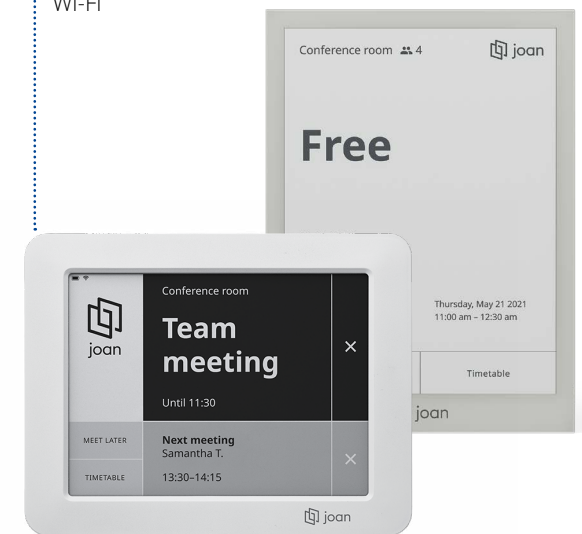 Wi-Fi
Conference room 4
joan
Free
Thursday, May 21 2021
11:00 am – 12:30 am
Timetable
joan
joan
Conference room
Team
meeting
Until 11:30
MEET LATER
TIMETABLE
Next meeting
Samantha T.
13:30–14:15
joan